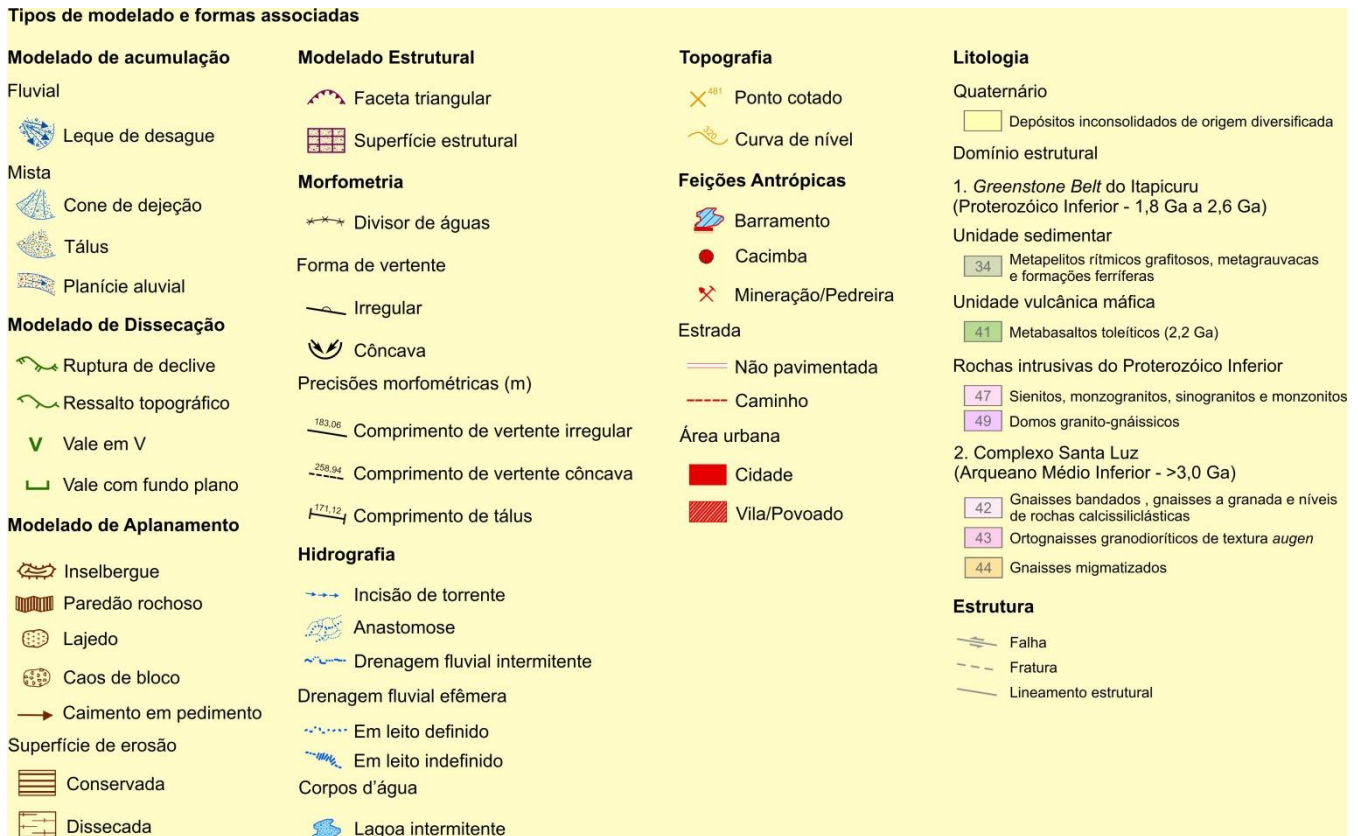 Tipos de modelado e formas associadas
Modelado de acumulação
Fluvial
Leque de desague
Mista
Cone de dejeção
Tálus
Planície aluvial
Modelado de Dissecação
Ruptura de declive
Ressalto topográfico
V
Vale em V
Vale com fundo plano
Modelado de Aplanamento
Inselbergue
Paredão rochoso
Lajedo
Caos de bloco
Caimento em pedimento
Superfície de erosão
Conservada
Dissecada
Modelado Estrutural
Faceta triangular
Superfície estrutural
Morfometria
Divisor de águas
Forma de vertente
Irregular
Côncava
Precisões morfométricas (m)
183,06 Comprimento de vertente irregular
258,94 Comprimento de vertente côncava
171,12 Comprimento de tálus
Hidrografia
Incisão de torrente
Anastomose
Drenagem fluvial intermitente
Drenagem fluvial efêmera
Em leito definido
Em leito indefinido
Corpos d'água
Lagoa intermitente
Topografia
481 Ponto cotado
320 Curva de nível
Feições Antrópicas
Barramento
Cacimba
Mineração/Pedreira
Estrada
Não pavimentada
Caminho
Área urbana
Cidade
Vila/Povoado
Litologia
Quaternário
Depósitos inconsolidados de origem diversificada
Domínio estrutural
1. Greenstone Belt do Itapicuru
(Proterozóico Inferior - 1,8 Ga a 2,6 Ga)
Unidade sedimentar
34 Metapelitos rítmicos grafitosos, metagrauvacas
e formações ferríferas
Unidade vulcânica máfica
41 Metabasaltos toleíticos (2,2 Ga)
Rochas intrusivas do Proterozóico Inferior
47 Sienitos, monzogranitos, sinogranitos e monzonitos
49 Domos granito-gnáissicos
2. Complexo Santa Luz
(Arqueano Médio Inferior - >3,0 Ga)
42 Gnaisses bandados , gnaisses a granada e níveis
de rochas calcissiliclásticas
43 Ortognaisses granodioríticos de textura augen
44 Gnaisses migmatizados
Estrutura
Falha
Fratura
Lineamento estrutural